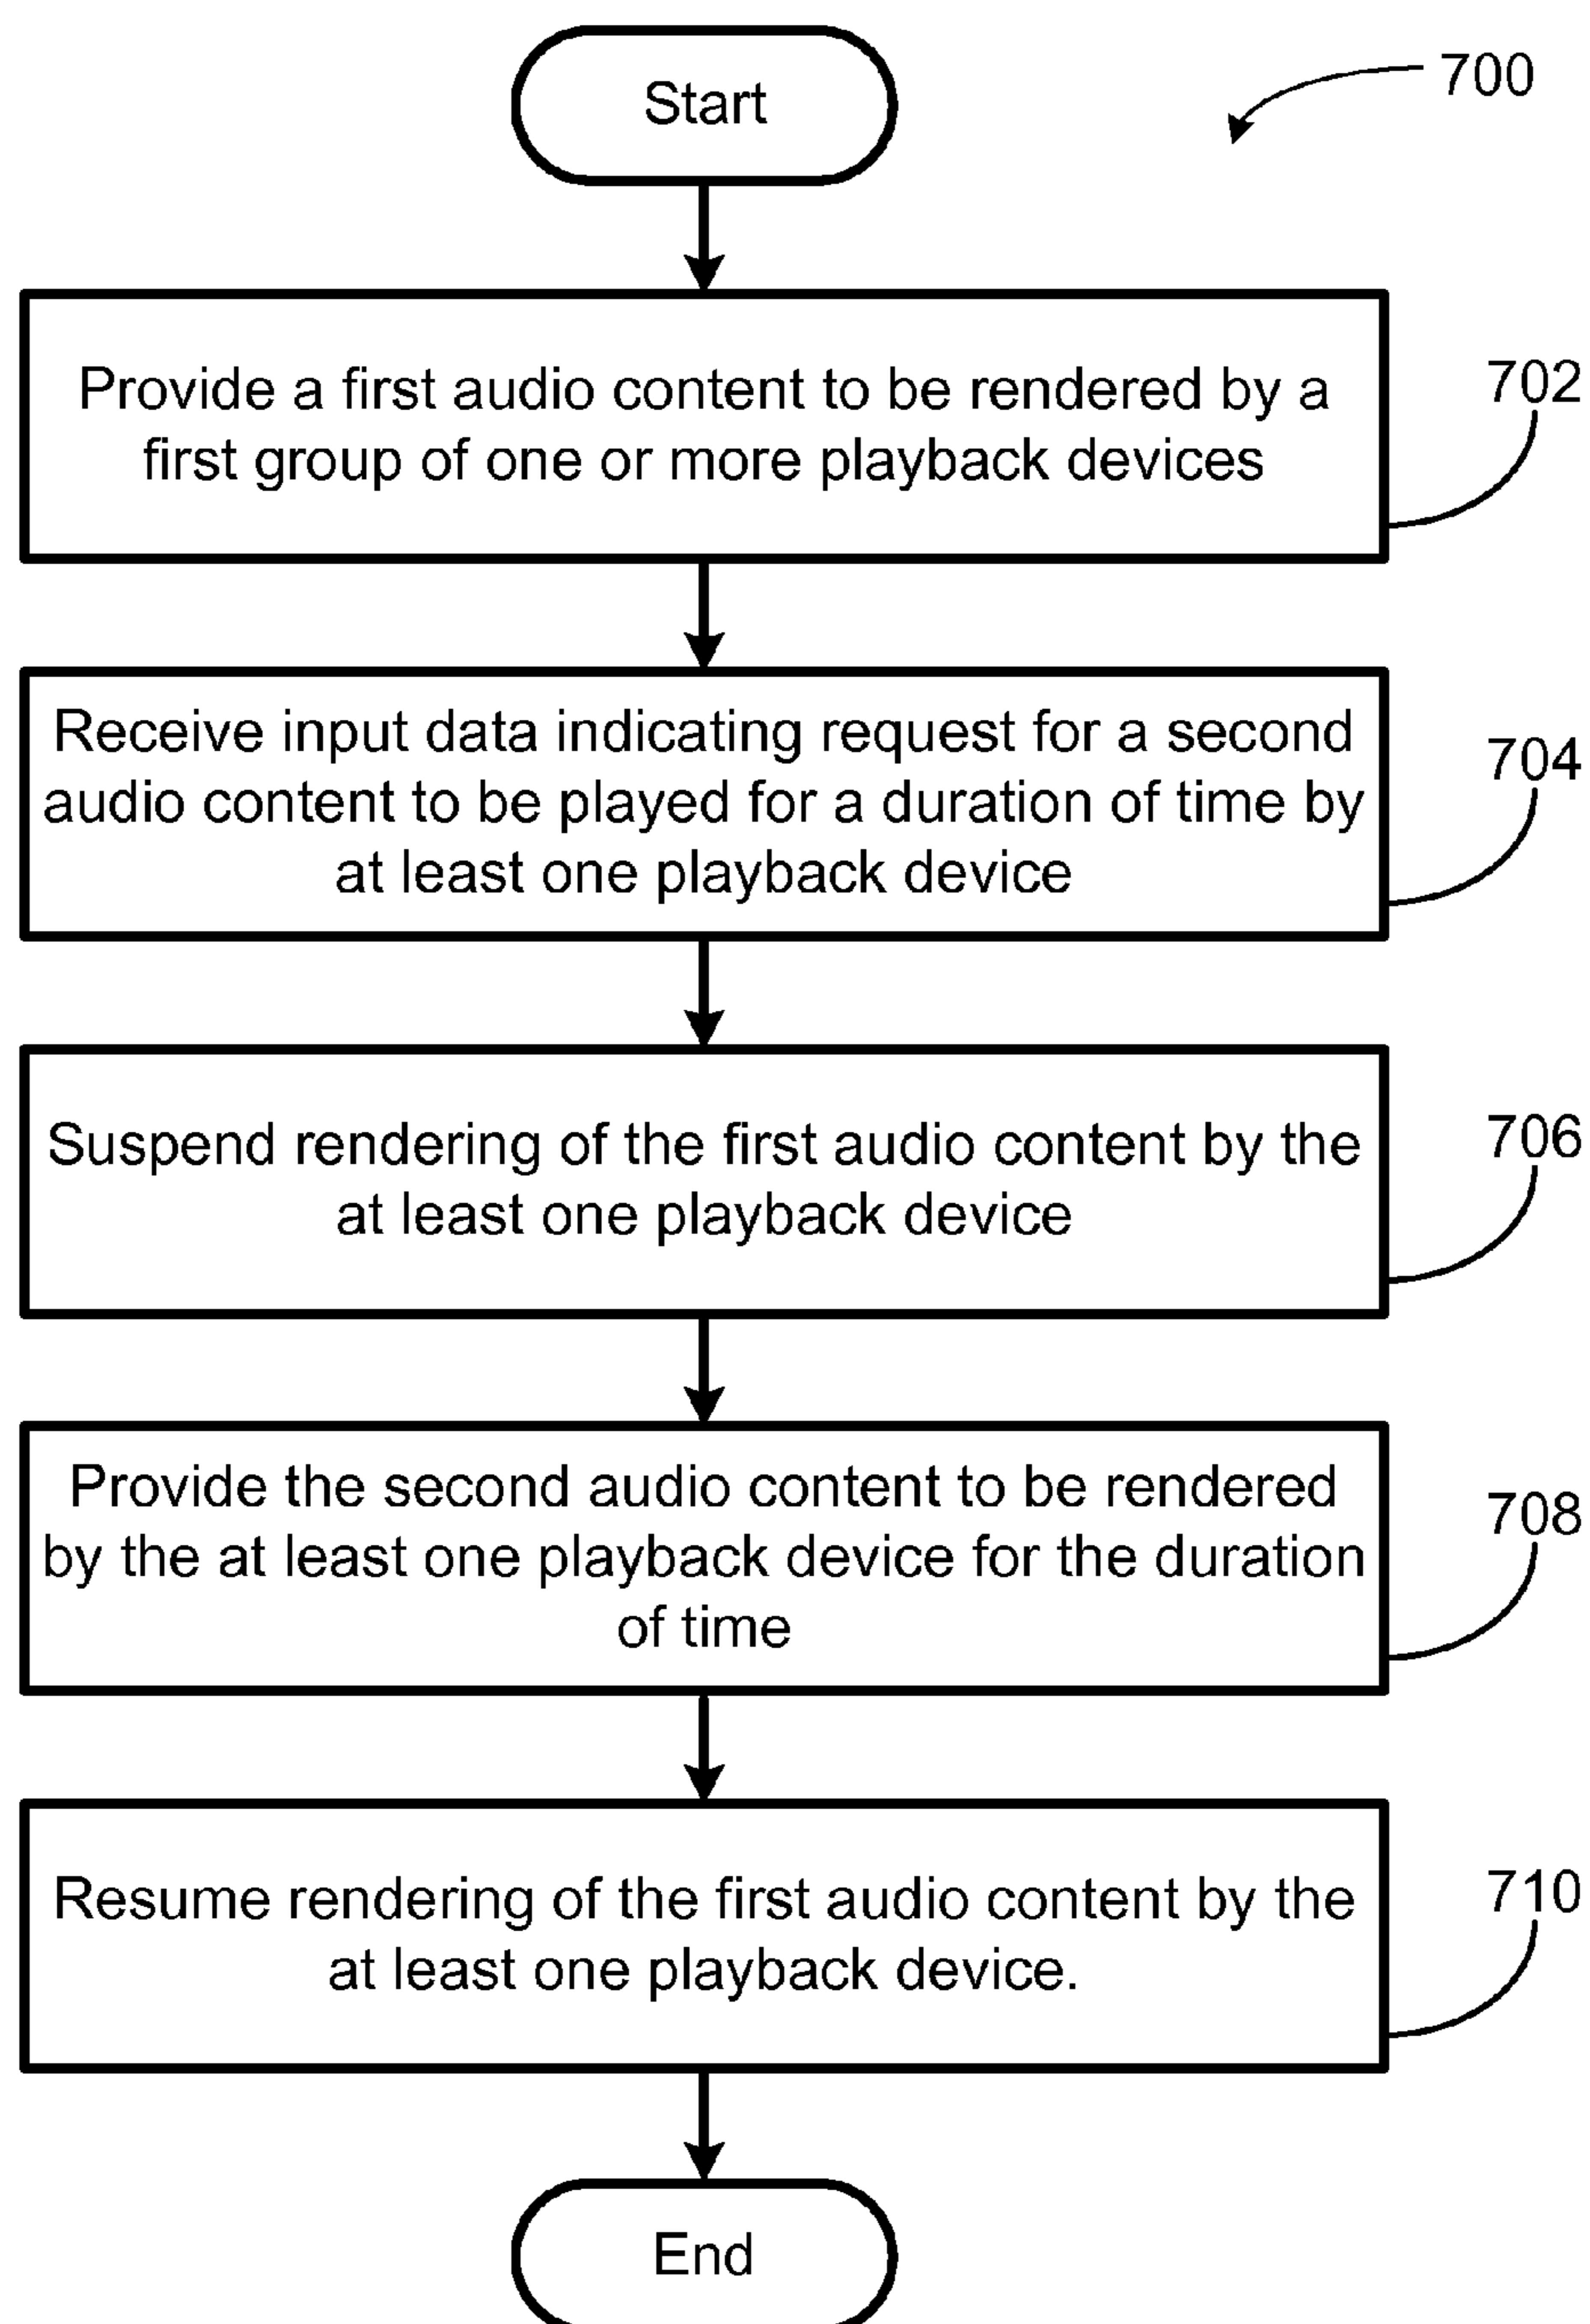 Start
700
Provide a first audio content to be rendered by a
first group of one or more playback devices
702
Receive input data indicating request for a second
audio content to be played for a duration of time by
at least one playback device
704
Suspend rendering of the first audio content by the
at least one playback device
706
Provide the second audio content to be rendered
by the at least one playback device for the duration
of time
708
Resume rendering of the first audio content by the
at least one playback device.
710
End